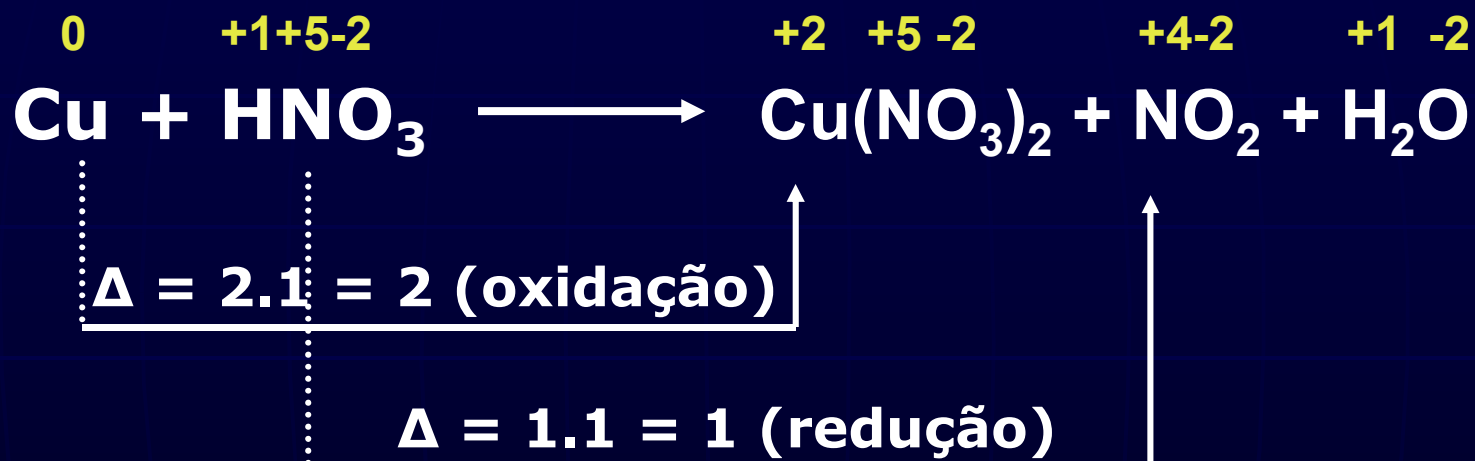 0 +1+5-2 +2 +5 -2 +4-2 +1 -2
Cu + HNO₃ → Cu(NO₃)₂ + NO₂ + H₂O
Δ = 2.1 = 2 (oxidação)
Δ = 1.1 = 1 (redução)